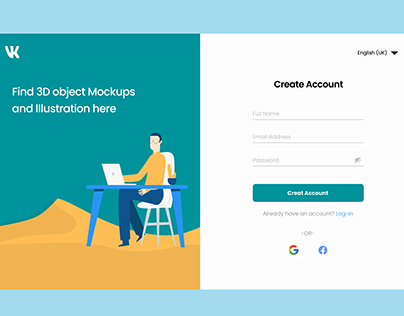 VK
English (UK)
Find 3D object Mockups
and Illustration here
Create Account
Full Name
Email Address
Password
Creat Account
Already have an account? Log-in
-OR-